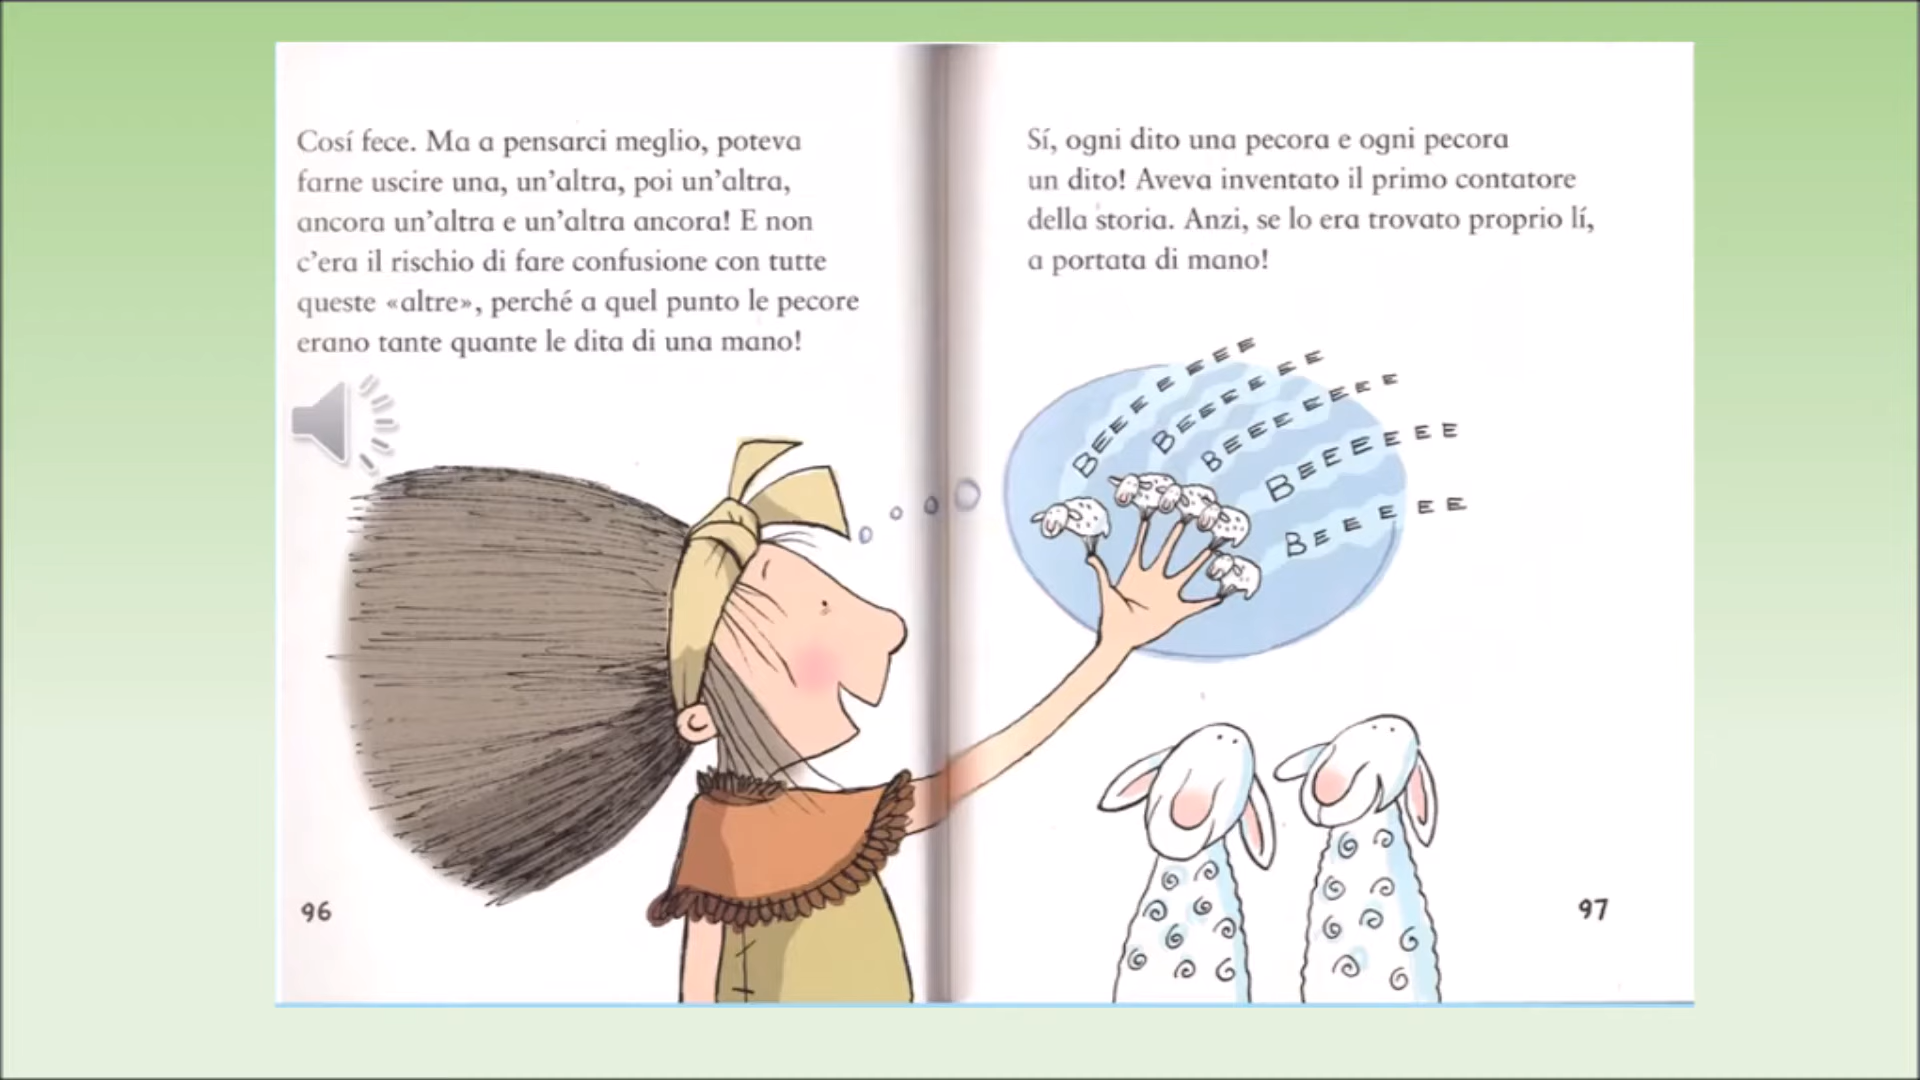 Cosí fece. Ma a pensarci meglio, poteva
farne uscire una, un'altra, poi un'altra,
ancora un'altra e un'altra ancora! E non
c'era il rischio di fare confusione con tutte
queste «altre», perché a quel punto le pecore
erano tante quante le dita di una mano!
96
Sí, ogni dito una pecora e ogni pecora
un dito! Aveva inventato il primo contatore
della storia. Anzi, se lo era trovato proprio lí,
a portata di mano!
BEEEEEEE
BEEEEEE
BEEEEEEE
BEEEEEE
BEEEEE
97